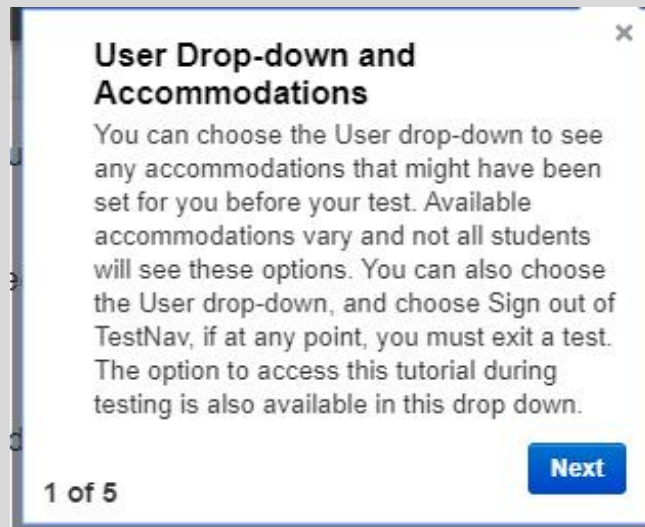 ×
User Drop-down and
Accommodations
You can choose the User drop-down to see
any accommodations that might have been
set for you before your test. Available
accommodations vary and not all students
will see these options. You can also choose
the User drop-down, and choose Sign out of
TestNav, if at any point, you must exit a test.
The option to access this tutorial during
testing is also available in this drop down.
Next
1 of 5